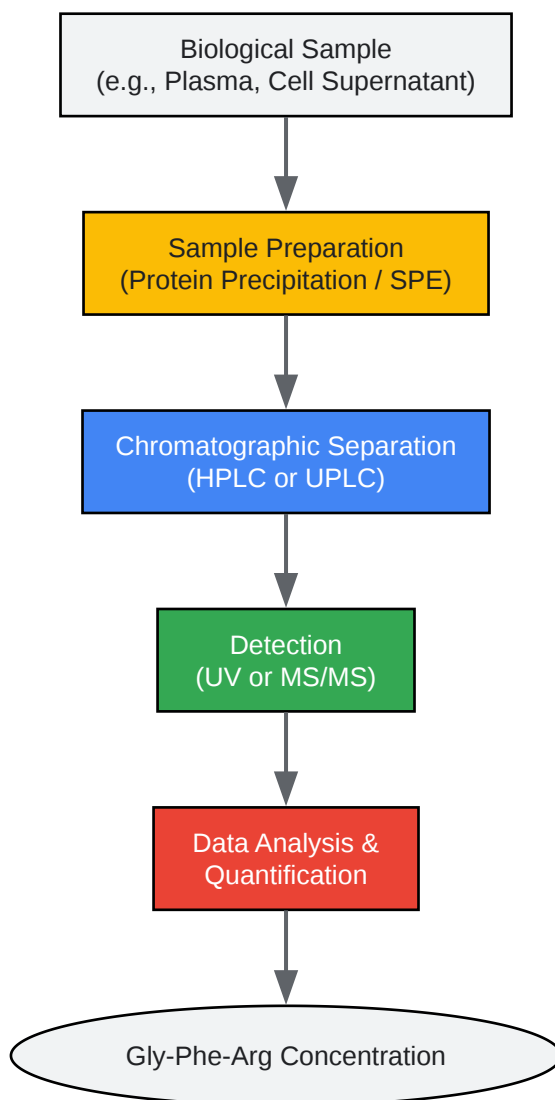 Biological Sample
(e.g., Plasma, Cell Supernatant)
Sample Preparation
(Protein Precipitation / SPE)
Chromatographic Separation
(HPLC or UPLC)
Detection
(UV or MS/MS)
Data Analysis &
Quantification
Gly-Phe-Arg Concentration